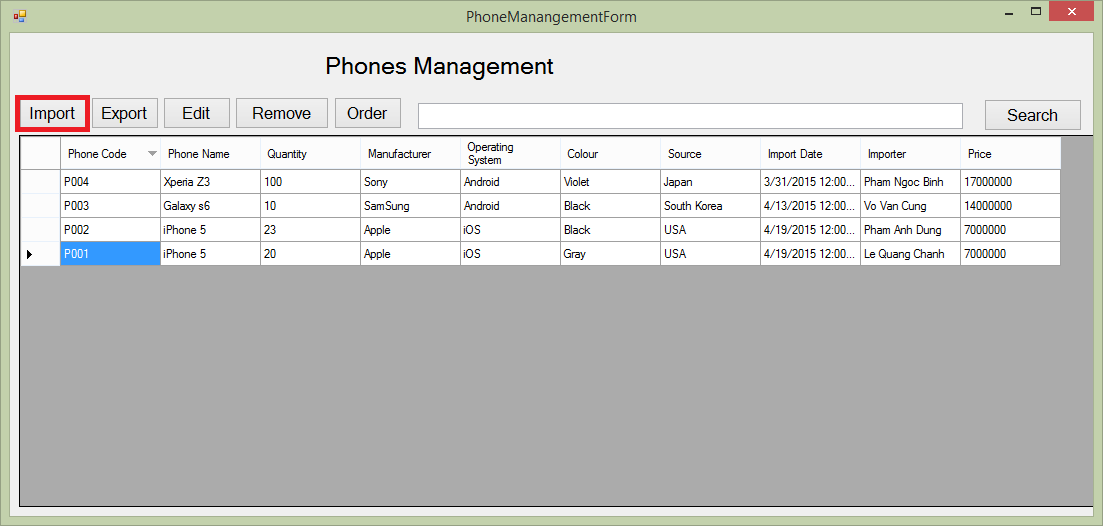 PhoneManangementForm
Phones Management
Import Export Edit Remove Order Search
Phone Code Phone Name Quantity Manufacturer Operating System Colour Source Import Date Importer Price
P004 Xperia Z3 100 Sony Android Violet Japan 3/31/2015 12:00... Pham Ngoc Binh 17000000
P003 Galaxy s6 10 SamSung Android Black South Korea 4/13/2015 12:00... Vo Van Cung 14000000
P002 iPhone 5 23 Apple iOS Black USA 4/19/2015 12:00... Pham Anh Dung 7000000
P001 iPhone 5 20 Apple iOS Gray USA 4/19/2015 12:00... Le Quang Chanh 7000000